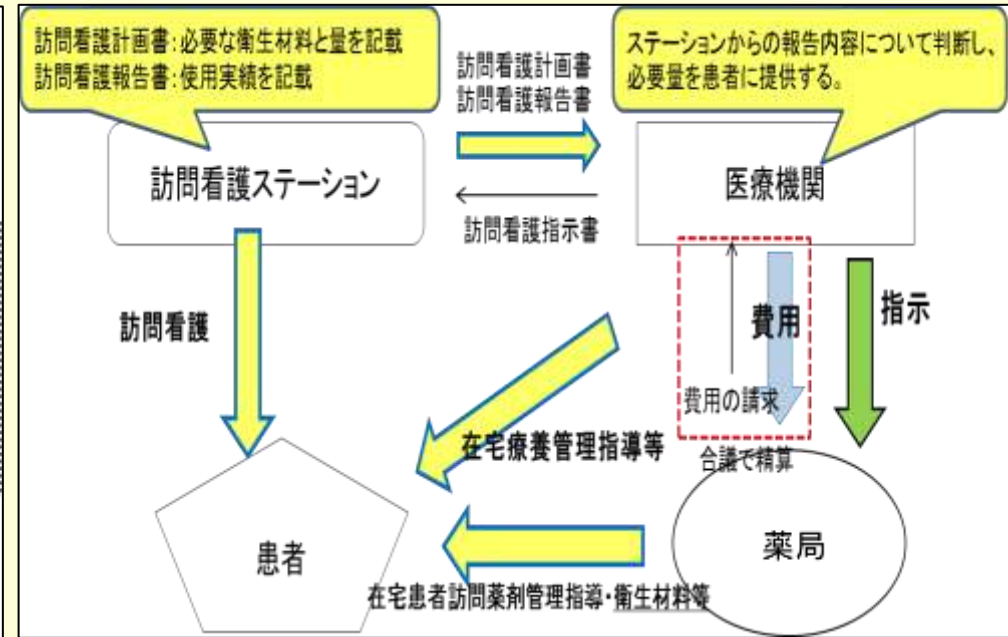 訪問看護計画書：必要な衛生材料と量を記載
訪問看護報告書：使用実績を記載
ステーションからの報告内容について判断し、
必要量を患者に提供する。
訪問看護計画書
訪問看護報告書
訪問看護ステーション
医療機関
訪問看護指示書
訪問看護
費用
指示
費用の請求
在宅療養管理指導等
合議で精算
患者
薬局
在宅患者訪問薬剤管理指導・衛生材料等